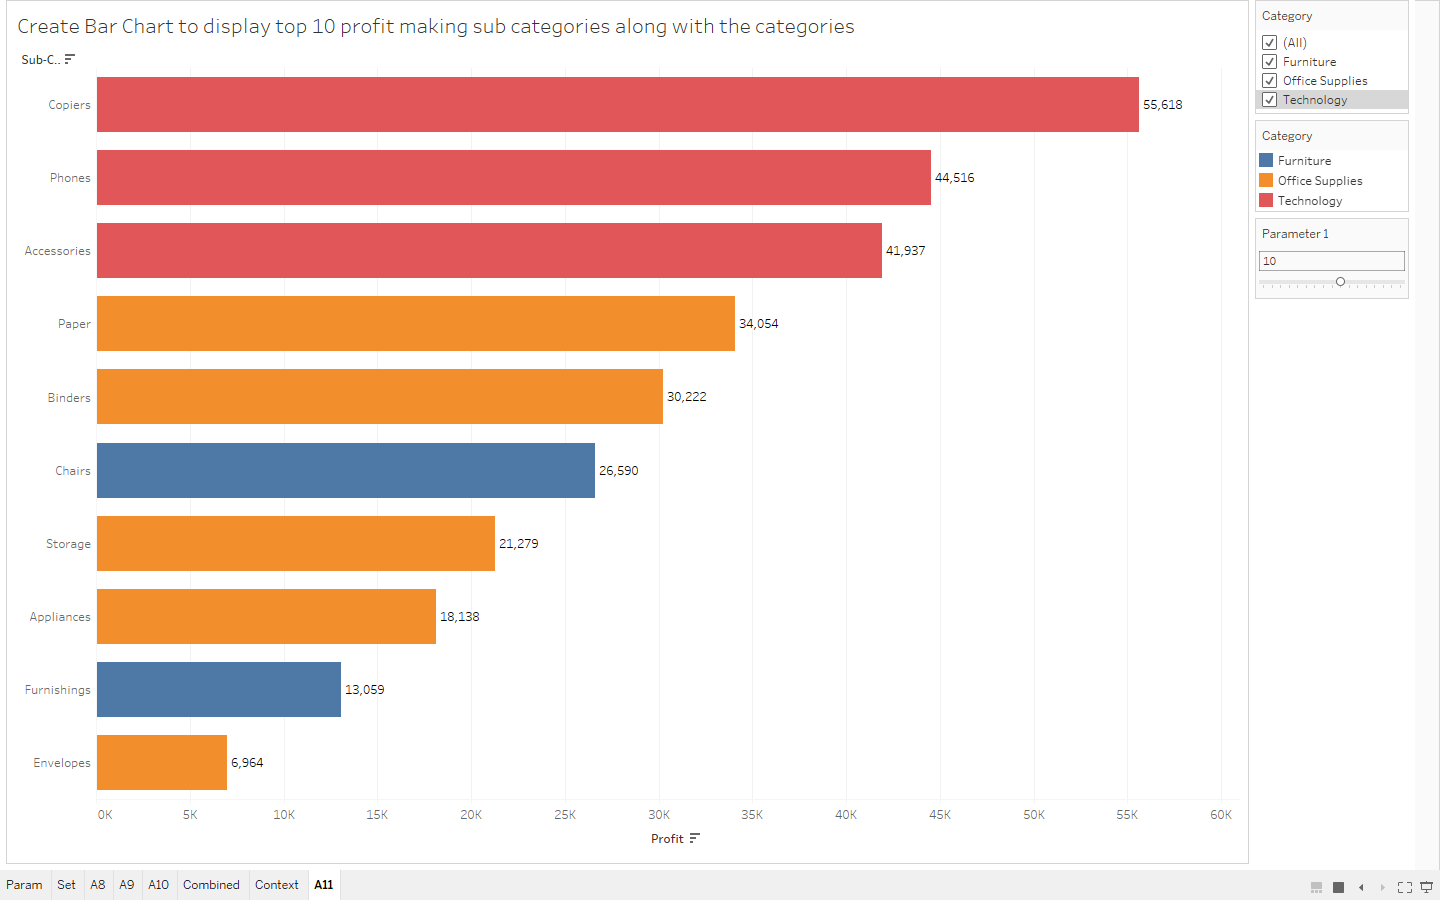 Create Bar Chart to display top 10 profit making sub categories along with the categories
Sub-C..
Copiers 55,618
Phones 44,516
Accessories 41,937
Paper 34,054
Binders 30,222
Chairs 26,590
Storage 21,279
Appliances 18,138
Furnishings 13,059
Envelopes 6,964
0K 5K 10K 15K 20K 25K 30K 35K 40K 45K 50K 55K 60K
Profit
Category
(All)
Furniture
Office Supplies
Technology
Category
Furniture
Office Supplies
Technology
Parameter 1
10
Param Set A8 A9 A10 Combined Context A11